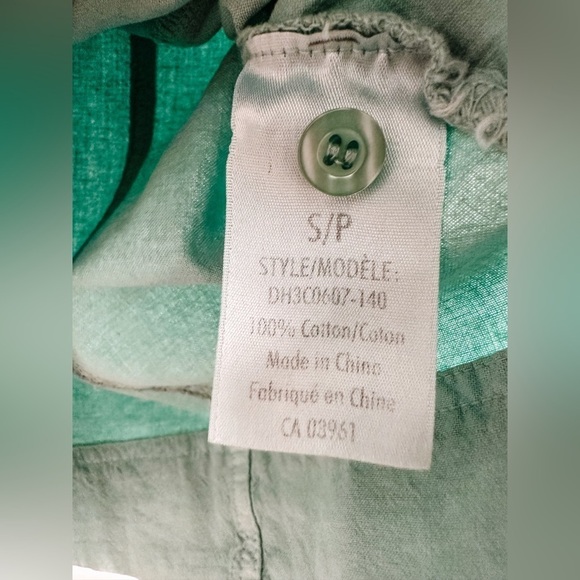 S/P
STYLE/MODÈLE:
DH3C0607-140
100% Cotton/Coton
Made in China
Fabriqué en Chine
CA 03961